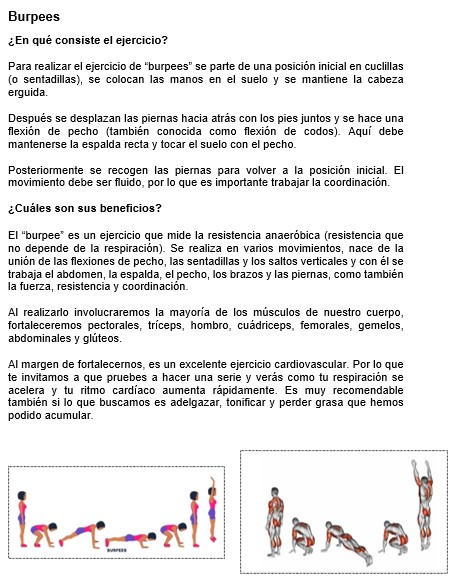 Burpees
¿En qué consiste el ejercicio?
Para realizar el ejercicio de “burpees” se parte de una posición inicial en cuclillas
(o sentadillas), se colocan las manos en el suelo y se mantiene la cabeza
erguida.
Después se desplazan las piernas hacia atrás con los pies juntos y se hace una
flexión de pecho (también conocida como flexión de codos). Aquí debe
mantenerse la espalda recta y tocar el suelo con el pecho.
Posteriormente se recogen las piernas para volver a la posición inicial. El
movimiento debe ser fluido, por lo que es importante trabajar la coordinación.
¿Cuáles son sus beneficios?
El “burpee” es un ejercicio que mide la resistencia anaeróbica (resistencia que
no depende de la respiración). Se realiza en varios movimientos, nace de la
unión de las flexiones de pecho, las sentadillas y los saltos verticales y con él se
trabaja el abdomen, la espalda, el pecho, los brazos y las piernas, como también
la fuerza, resistencia y coordinación.
Al realizarlo involucraremos la mayoría de los músculos de nuestro cuerpo,
fortaleceremos pectorales, tríceps, hombro, cuádriceps, femorales, gemelos,
abdominales y glúteos.
Al margen de fortalecernos, es un excelente ejercicio cardiovascular. Por lo que
te invitamos a que pruebes a hacer una serie y verás como tu respiración se
acelera y tu ritmo cardíaco aumenta rápidamente. Es muy recomendable
también si lo que buscamos es adelgazar, tonificar y perder grasa que hemos
podido acumular.
BURPEES